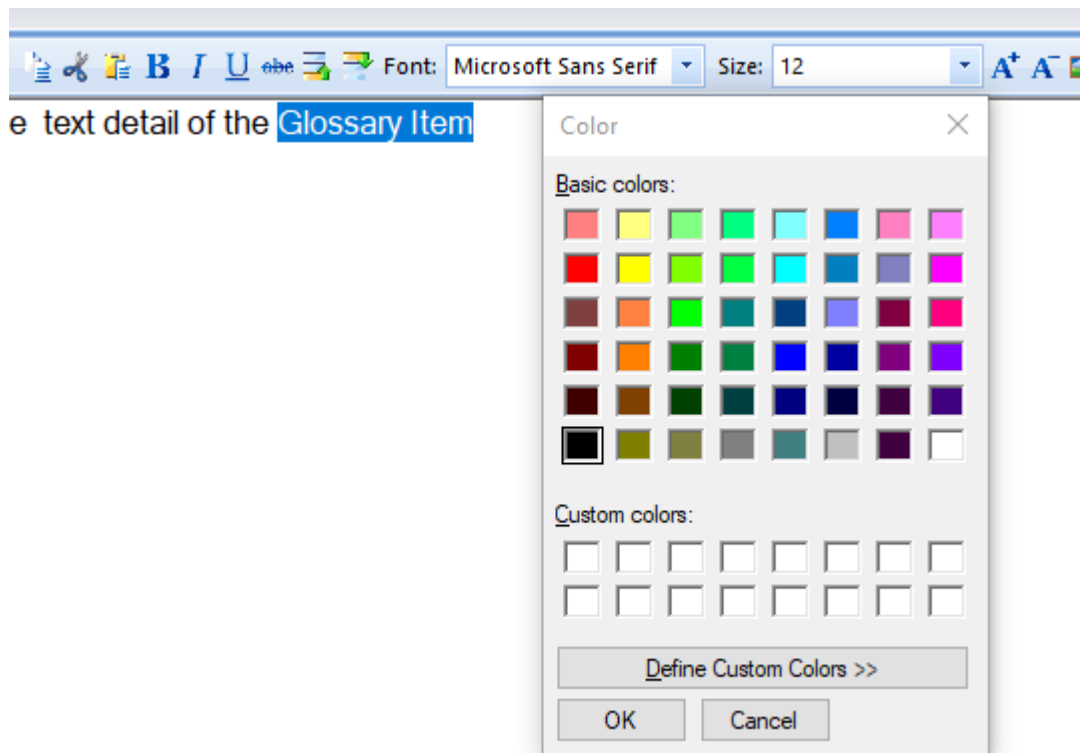 B I U abc Font: Microsoft Sans Serif Size: 12 A+ A-
e text detail of the Glossary Item
Color
Basic colors:
Custom colors:
Define Custom Colors >>
OK Cancel